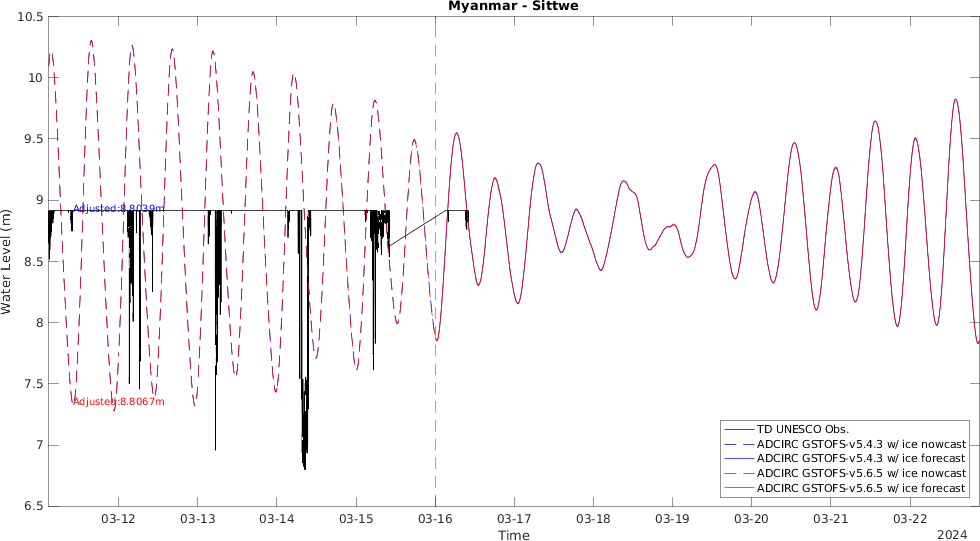 Myanmar - Sittwe
10.5
10
9.5
9
8.5
8
7.5
7
6.5
Water Level (m)
Adjusted:8.8039m
Adjusted:8.8067m
TD UNESCO Obs.
ADCIRC GSTOFS-v5.4.3 w/ ice nowcast
ADCIRC GSTOFS-v5.4.3 w/ ice forecast
ADCIRC GSTOFS-v5.6.5 w/ ice nowcast
ADCIRC GSTOFS-v5.6.5 w/ ice forecast
03-12 03-13 03-14 03-15 03-16 03-17 03-18 03-19 03-20 03-21 03-22
Time
2024